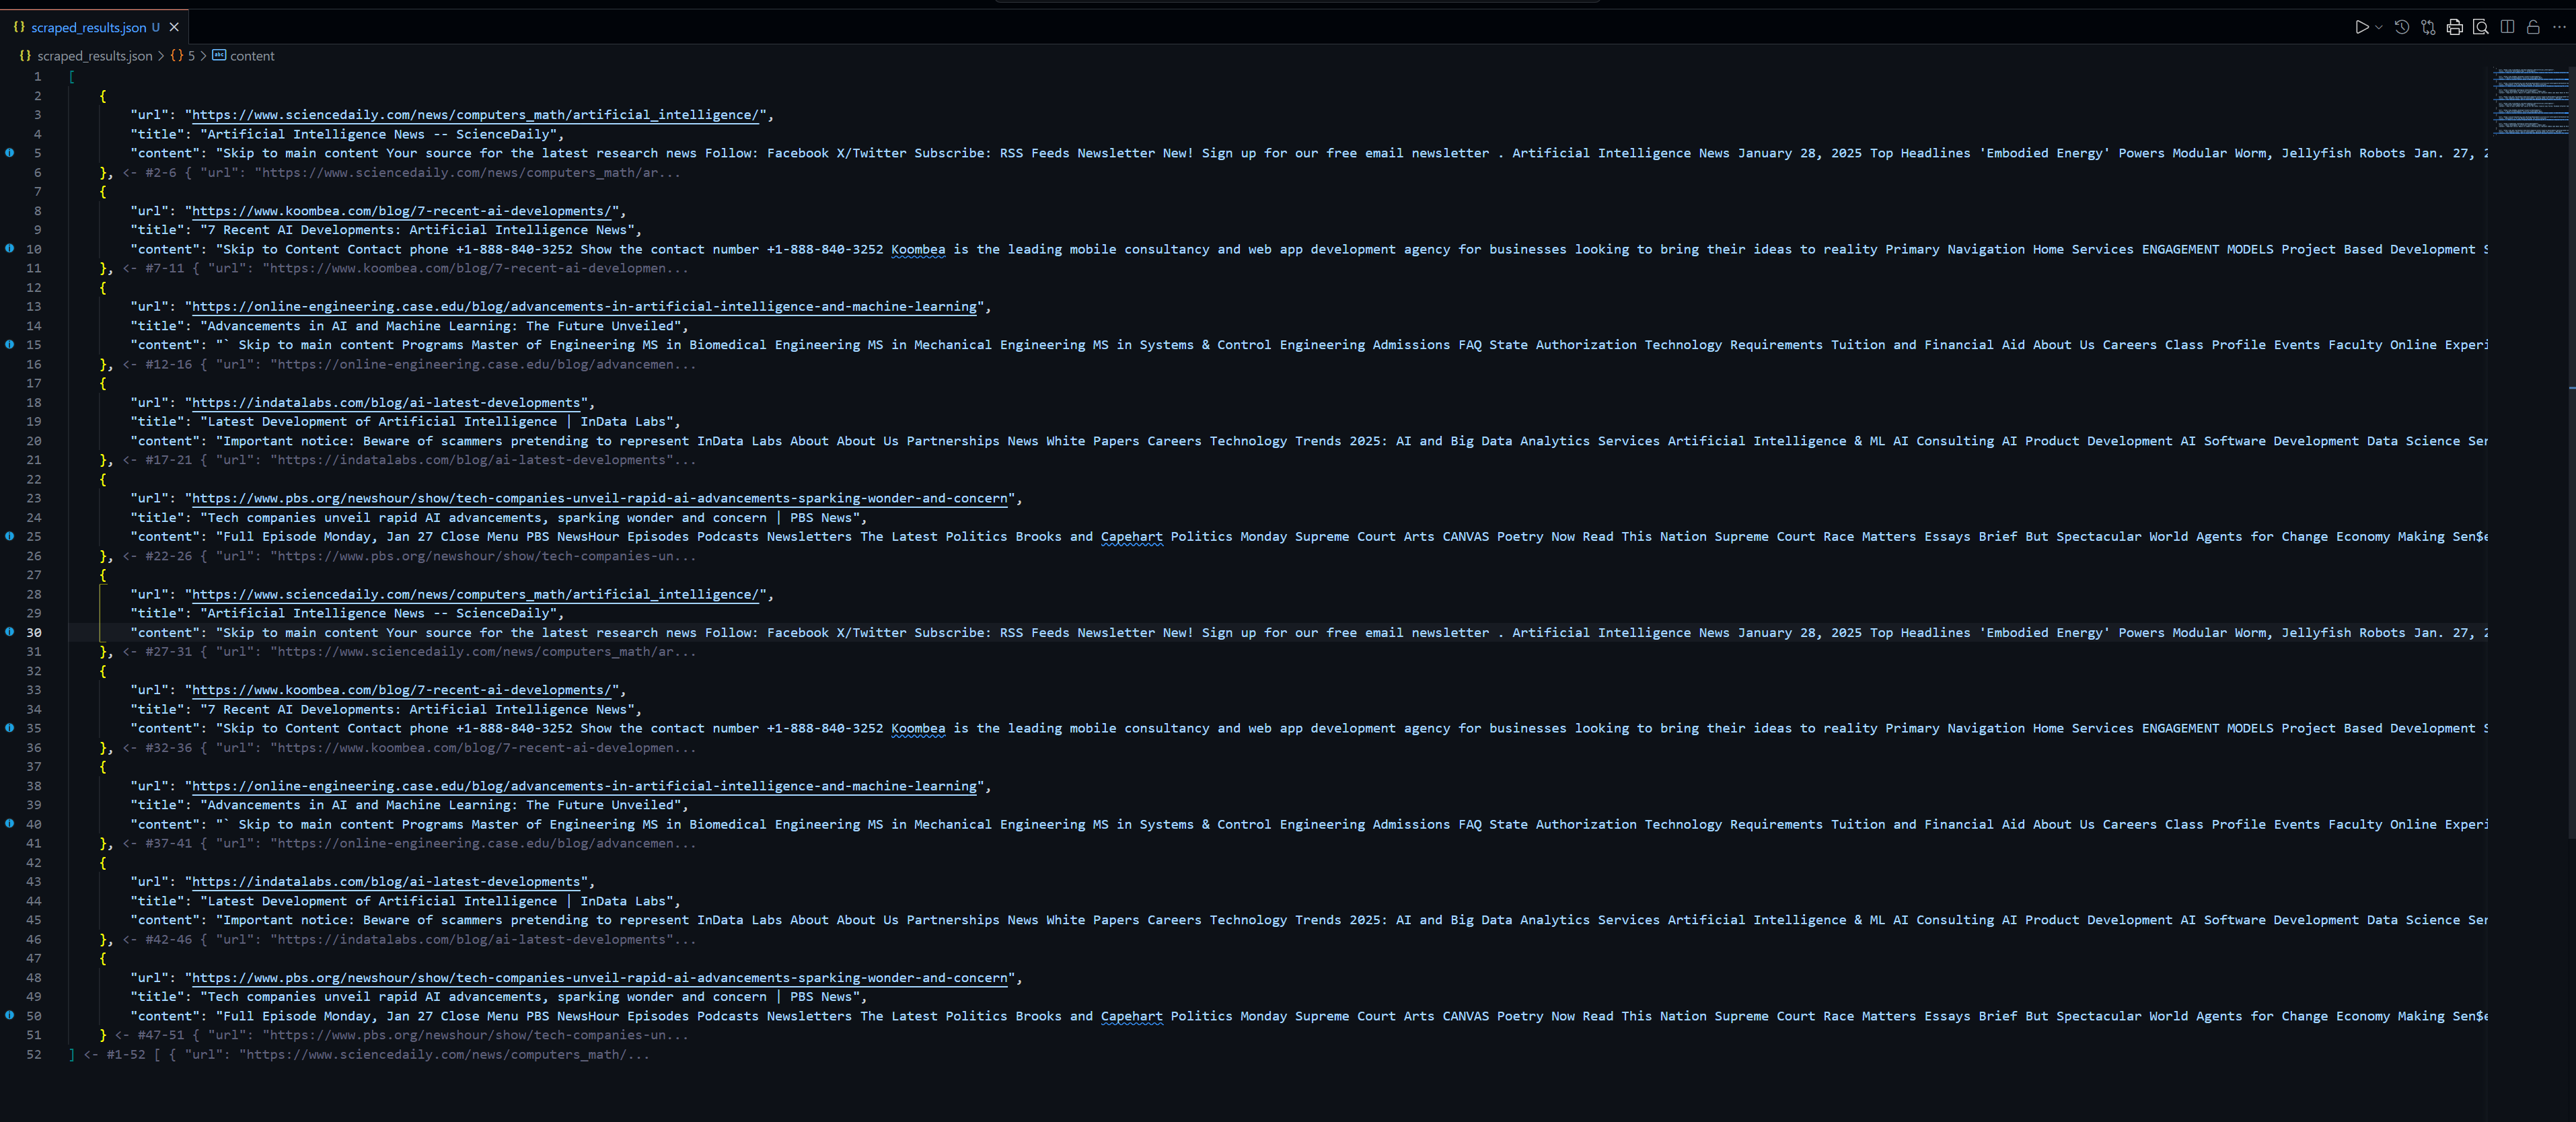 {} scraped_results.json U ×
{} scraped_results.json > {} 5 > abc content
1 [
2 {
3 "url": "https://www.sciencedaily.com/news/computers_math/artificial_intelligence/",
4 "title": "Artificial Intelligence News -- ScienceDaily",
5 "content": "Skip to main content Your source for the latest research news Follow: Facebook X/Twitter Subscribe: RSS Feeds Newsletter New! Sign up for our free email newsletter . Artificial Intelligence News January 28, 2025 Top Headlines 'Embodied Energy' Powers Modular Worm, Jellyfish Robots Jan. 27, 2
6 }, <- #2-6 { "url": "https://www.sciencedaily.com/news/computers_math/ar...
7 {
8 "url": "https://www.koombea.com/blog/7-recent-ai-developments/",
9 "title": "7 Recent AI Developments: Artificial Intelligence News",
10 "content": "Skip to Content Contact phone +1-888-840-3252 Show the contact number +1-888-840-3252 Koombea is the leading mobile consultancy and web app development agency for businesses looking to bring their ideas to reality Primary Navigation Home Services ENGAGEMENT MODELS Project Based Development S
11 }, <- #7-11 { "url": "https://www.koombea.com/blog/7-recent-ai-developmen...
12 {
13 "url": "https://online-engineering.case.edu/blog/advancements-in-artificial-intelligence-and-machine-learning",
14 "title": "Advancements in AI and Machine Learning: The Future Unveiled",
15 "content": "` Skip to main content Programs Master of Engineering MS in Biomedical Engineering MS in Mechanical Engineering MS in Systems & Control Engineering Admissions FAQ State Authorization Technology Requirements Tuition and Financial Aid About Us Careers Class Profile Events Faculty Online Experi
16 }, <- #12-16 { "url": "https://online-engineering.case.edu/blog/advancemen...
17 {
18 "url": "https://indatalabs.com/blog/ai-latest-developments",
19 "title": "Latest Development of Artificial Intelligence | InData Labs",
20 "content": "Important notice: Beware of scammers pretending to represent InData Labs About About Us Partnerships News White Papers Careers Technology Trends 2025: AI and Big Data Analytics Services Artificial Intelligence & ML AI Consulting AI Product Development AI Software Development Data Science Ser
21 }, <- #17-21 { "url": "https://indatalabs.com/blog/ai-latest-developments"...
22 {
23 "url": "https://www.pbs.org/newshour/show/tech-companies-unveil-rapid-ai-advancements-sparking-wonder-and-concern",
24 "title": "Tech companies unveil rapid AI advancements, sparking wonder and concern | PBS News",
25 "content": "Full Episode Monday, Jan 27 Close Menu PBS NewsHour Episodes Podcasts Newsletters The Latest Politics Brooks and Capehart Politics Monday Supreme Court Arts CANVAS Poetry Now Read This Nation Supreme Court Race Matters Essays Brief But Spectacular World Agents for Change Economy Making Sen$e
26 }, <- #22-26 { "url": "https://www.pbs.org/newshour/show/tech-companies-un...
27 {
28 "url": "https://www.sciencedaily.com/news/computers_math/artificial_intelligence/",
29 "title": "Artificial Intelligence News -- ScienceDaily",
30 "content": "Skip to main content Your source for the latest research news Follow: Facebook X/Twitter Subscribe: RSS Feeds Newsletter New! Sign up for our free email newsletter . Artificial Intelligence News January 28, 2025 Top Headlines 'Embodied Energy' Powers Modular Worm, Jellyfish Robots Jan. 27, 2
31 }, <- #27-31 { "url": "https://www.sciencedaily.com/news/computers_math/ar...
32 {
33 "url": "https://www.koombea.com/blog/7-recent-ai-developments/",
34 "title": "7 Recent AI Developments: Artificial Intelligence News",
35 "content": "Skip to Content Contact phone +1-888-840-3252 Show the contact number +1-888-840-3252 Koombea is the leading mobile consultancy and web app development agency for businesses looking to bring their ideas to reality Primary Navigation Home Services ENGAGEMENT MODELS Project Based Development S
36 }, <- #32-36 { "url": "https://www.koombea.com/blog/7-recent-ai-developmen...
37 {
38 "url": "https://online-engineering.case.edu/blog/advancements-in-artificial-intelligence-and-machine-learning",
39 "title": "Advancements in AI and Machine Learning: The Future Unveiled",
40 "content": "` Skip to main content Programs Master of Engineering MS in Biomedical Engineering MS in Mechanical Engineering MS in Systems & Control Engineering Admissions FAQ State Authorization Technology Requirements Tuition and Financial Aid About Us Careers Class Profile Events Faculty Online Experi
41 }, <- #37-41 { "url": "https://online-engineering.case.edu/blog/advancemen...
42 {
43 "url": "https://indatalabs.com/blog/ai-latest-developments",
44 "title": "Latest Development of Artificial Intelligence | InData Labs",
45 "content": "Important notice: Beware of scammers pretending to represent InData Labs About About Us Partnerships News White Papers Careers Technology Trends 2025: AI and Big Data Analytics Services Artificial Intelligence & ML AI Consulting AI Product Development AI Software Development Data Science Ser
46 }, <- #42-46 { "url": "https://indatalabs.com/blog/ai-latest-developments"...
47 {
48 "url": "https://www.pbs.org/newshour/show/tech-companies-unveil-rapid-ai-advancements-sparking-wonder-and-concern",
49 "title": "Tech companies unveil rapid AI advancements, sparking wonder and concern | PBS News",
50 "content": "Full Episode Monday, Jan 27 Close Menu PBS NewsHour Episodes Podcasts Newsletters The Latest Politics Brooks and Capehart Politics Monday Supreme Court Arts CANVAS Poetry Now Read This Nation Supreme Court Race Matters Essays Brief But Spectacular World Agents for Change Economy Making Sen$e
51 } <- #47-51 { "url": "https://www.pbs.org/newshour/show/tech-companies-un...
52 ] <- #1-52 [ { "url": "https://www.sciencedaily.com/news/computers_math/...